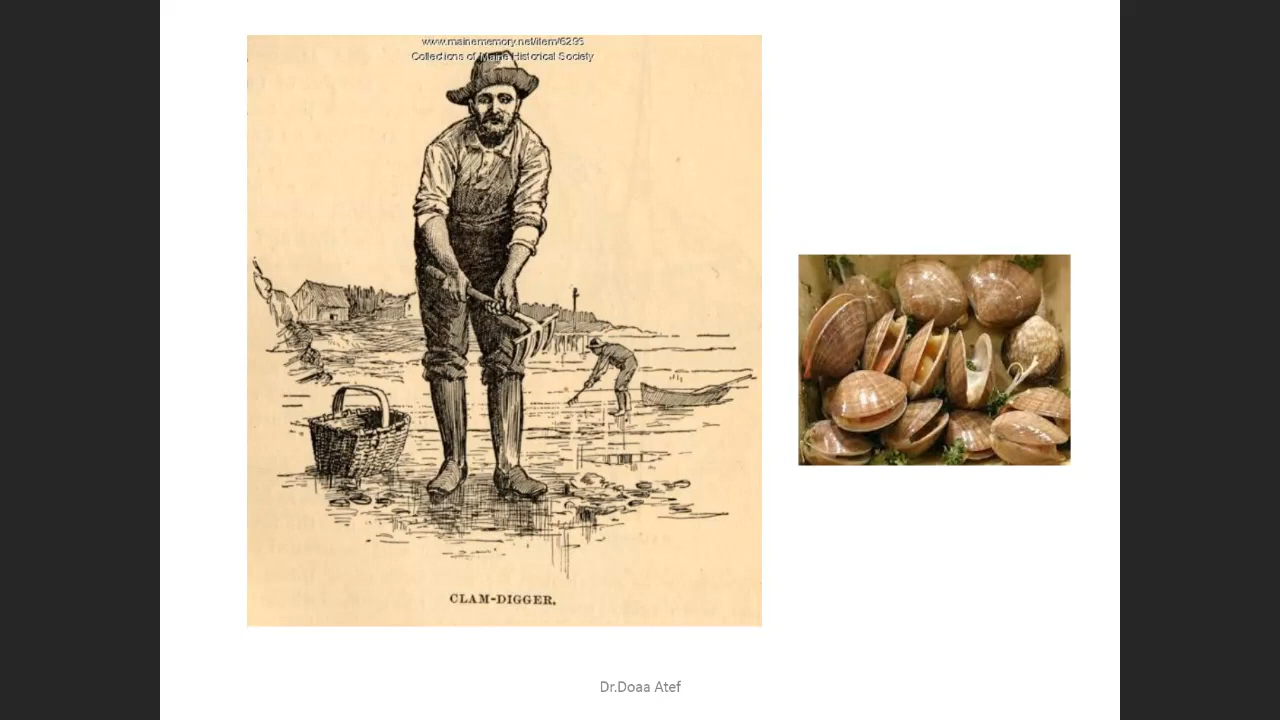 www.mainememory.net/item/6293
Collections of Maine Historical Society
CLAM-DIGGER.
Dr.Doaa Atef